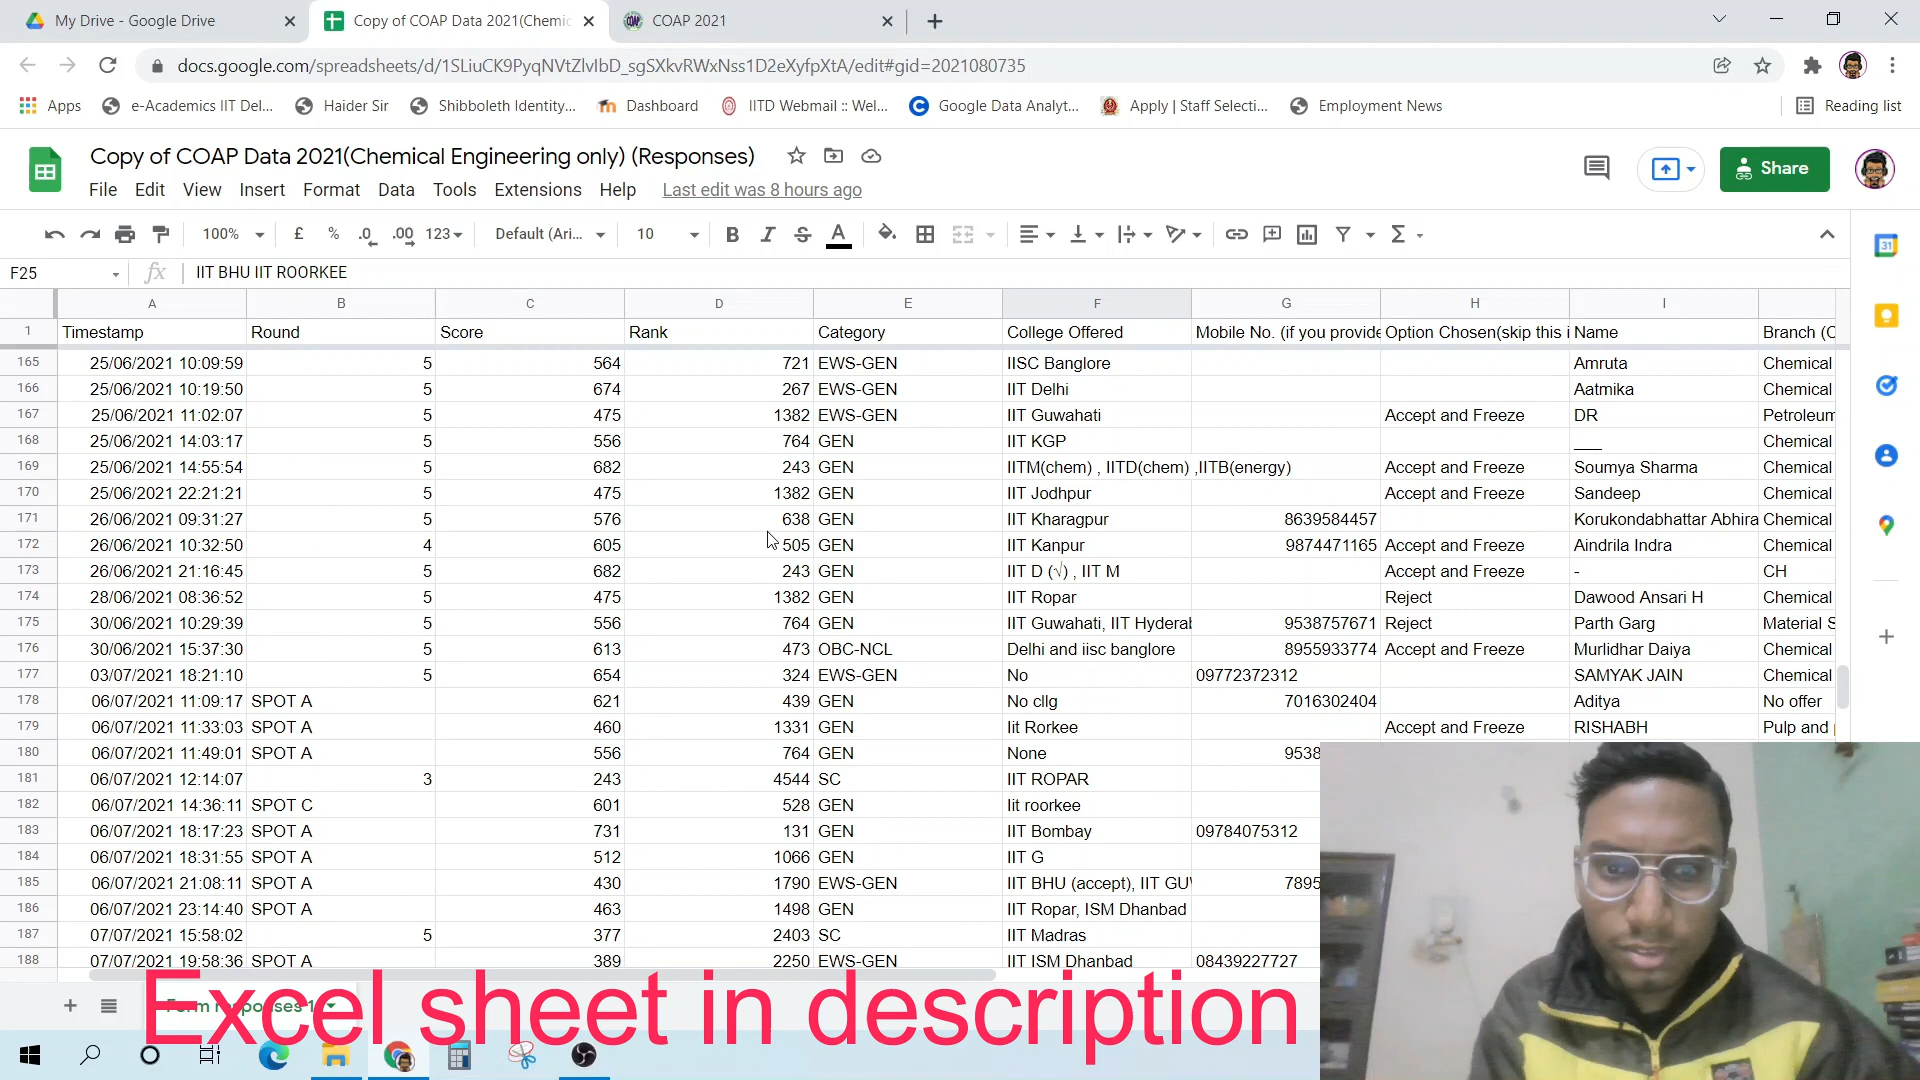 My Drive - Google Drive
Copy of COAP Data 2021(Chemic
COAP 2021
docs.google.com/spreadsheets/d/1SLiuCK9PyqNVtZlvIbD_sgSXkvRWxNss1D2eXyfpXtA/edit#gid=2021080735
Apps e-Academics IIT Del... Haider Sir Shibboleth Identity... Dashboard IITD Webmail :: Wel... Google Data Analyt... Apply | Staff Selecti... Employment News Reading list
Copy of COAP Data 2021(Chemical Engineering only) (Responses)
Share
File Edit View Insert Format Data Tools Extensions Help Last edit was 8 hours ago
100% £ % .0 .00 123 Default (Ari... 10 B I S A
F25 fx IIT BHU IIT ROORKEE
A B C D E F G H I
1 Timestamp Round Score Rank Category College Offered Mobile No. (if you provide Option Chosen(skip this i Name Branch (C
165 25/06/2021 10:09:59 5 564 721 EWS-GEN IISC Banglore Amruta Chemical
166 25/06/2021 10:19:50 5 674 267 EWS-GEN IIT Delhi Aatmika Chemical
167 25/06/2021 11:02:07 5 475 1382 EWS-GEN IIT Guwahati Accept and Freeze DR Petroleum
168 25/06/2021 14:03:17 5 556 764 GEN IIT KGP ___ Chemical
169 25/06/2021 14:55:54 5 682 243 GEN IITM(chem) , IITD(chem) ,IITB(energy) Accept and Freeze Soumya Sharma Chemical
170 25/06/2021 22:21:21 5 475 1382 GEN IIT Jodhpur Accept and Freeze Sandeep Chemical
171 26/06/2021 09:31:27 5 576 638 GEN IIT Kharagpur 8639584457 Korukondabhattar Abhira Chemical
172 26/06/2021 10:32:50 4 605 505 GEN IIT Kanpur 9874471165 Accept and Freeze Aindrila Indra Chemical
173 26/06/2021 21:16:45 5 682 243 GEN IIT D (√) , IIT M Accept and Freeze - CH
174 28/06/2021 08:36:52 5 475 1382 GEN IIT Ropar Reject Dawood Ansari H Chemical
175 30/06/2021 10:29:39 5 556 764 GEN IIT Guwahati, IIT Hyderab 9538757671 Reject Parth Garg Material S
176 30/06/2021 15:37:30 5 613 473 OBC-NCL Delhi and iisc banglore 8955933774 Accept and Freeze Murlidhar Daiya Chemical
177 03/07/2021 18:21:10 5 654 324 EWS-GEN No 09772372312 SAMYAK JAIN Chemical
178 06/07/2021 11:09:17 SPOT A 621 439 GEN No cllg 7016302404 Aditya No offer
179 06/07/2021 11:33:03 SPOT A 460 1331 GEN Iit Rorkee Accept and Freeze RISHABH Pulp and
180 06/07/2021 11:49:01 SPOT A 556 764 GEN None 9538
181 06/07/2021 12:14:07 3 243 4544 SC IIT ROPAR
182 06/07/2021 14:36:11 SPOT C 601 528 GEN Iit roorkee
183 06/07/2021 18:17:23 SPOT A 731 131 GEN IIT Bombay 09784075312
184 06/07/2021 18:31:55 SPOT A 512 1066 GEN IIT G
185 06/07/2021 21:08:11 SPOT A 430 1790 EWS-GEN IIT BHU (accept), IIT GU 7895
186 06/07/2021 23:14:40 SPOT A 463 1498 GEN IIT Ropar, ISM Dhanbad
187 07/07/2021 15:58:02 5 377 2403 SC IIT Madras
188 07/07/2021 19:58:36 SPOT A 389 2250 EWS-GEN IIT ISM Dhanbad 08439227727
Form responses 1
Excel sheet in description